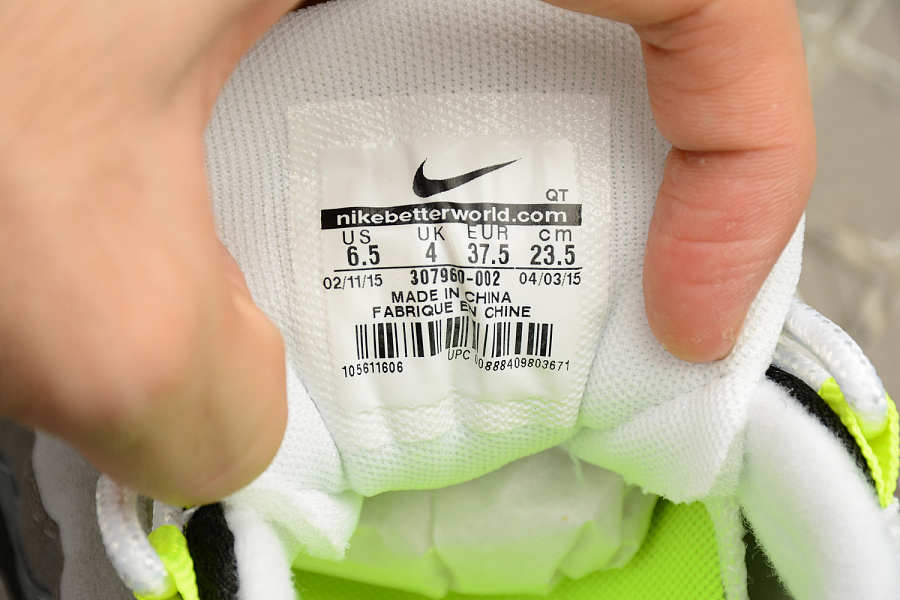 QT
nikebetterworld.com
US UK EUR cm
6.5 4 37.5 23.5
02/11/15 307960-002 04/03/15
MADE IN CHINA
FABRIQUE EN CHINE
105611606 UPC 00888409803671